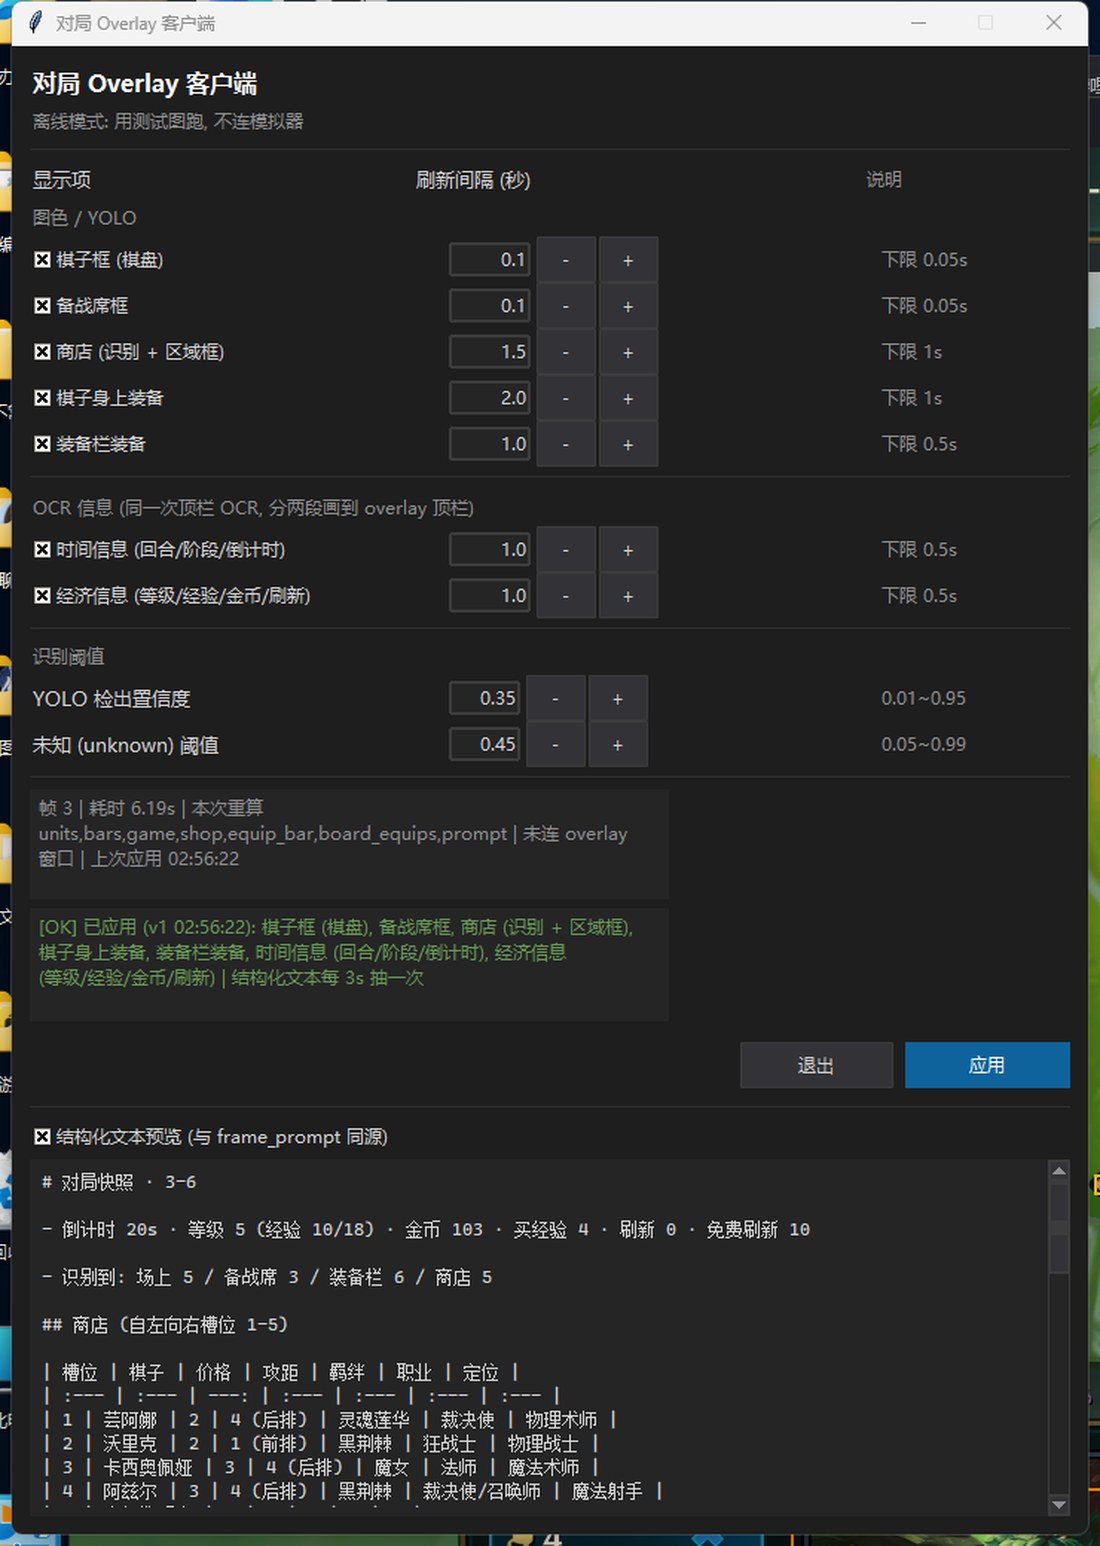 对局 Overlay 客户端
对局 Overlay 客户端
离线模式: 用测试图跑, 不连模拟器
显示项 刷新间隔 (秒) 说明
图色 / YOLO
棋子框 (棋盘) 0.1 - + 下限 0.05s
备战席框 0.1 - + 下限 0.05s
商店 (识别 + 区域框) 1.5 - + 下限 1s
棋子身上装备 2.0 - + 下限 1s
装备栏装备 1.0 - + 下限 0.5s
OCR 信息 (同一次顶栏 OCR, 分两段画到 overlay 顶栏)
时间信息 (回合/阶段/倒计时) 1.0 - + 下限 0.5s
经济信息 (等级/经验/金币/刷新) 1.0 - + 下限 0.5s
识别阈值
YOLO 检出置信度 0.35 - + 0.01~0.95
未知 (unknown) 阈值 0.45 - + 0.05~0.99
帧 3 | 耗时 6.19s | 本次重算
units,bars,game,shop,equip_bar,board_equips,prompt | 未连 overlay
窗口 | 上次应用 02:56:22
[OK] 已应用 (v1 02:56:22): 棋子框 (棋盘), 备战席框, 商店 (识别 + 区域框),
棋子身上装备, 装备栏装备, 时间信息 (回合/阶段/倒计时), 经济信息
(等级/经验/金币/刷新) | 结构化文本每 3s 抽一次
退出 应用
结构化文本预览 (与 frame_prompt 同源)
# 对局快照 · 3-6
- 倒计时 20s · 等级 5 (经验 10/18) · 金币 103 · 买经验 4 · 刷新 0 · 免费刷新 10
- 识别到: 场上 5 / 备战席 3 / 装备栏 6 / 商店 5
## 商店 (自左向右槽位 1-5)
| 槽位 | 棋子 | 价格 | 攻距 | 羁绊 | 职业 | 定位 |
| :--- | :--- | ---: | :--- | :--- | :--- | :--- |
| 1 | 芸阿娜 | 2 | 4 (后排) | 灵魂莲华 | 裁决使 | 物理术师 |
| 2 | 沃里克 | 2 | 1 (前排) | 黑荆棘 | 狂战士 | 物理战士 |
| 3 | 卡西奥佩娅 | 3 | 4 (后排) | 魔女 | 法师 | 魔法术师 |
| 4 | 阿兹尔 | 3 | 4 (后排) | 黑荆棘 | 裁决使/召唤师 | 魔法射手 |
4